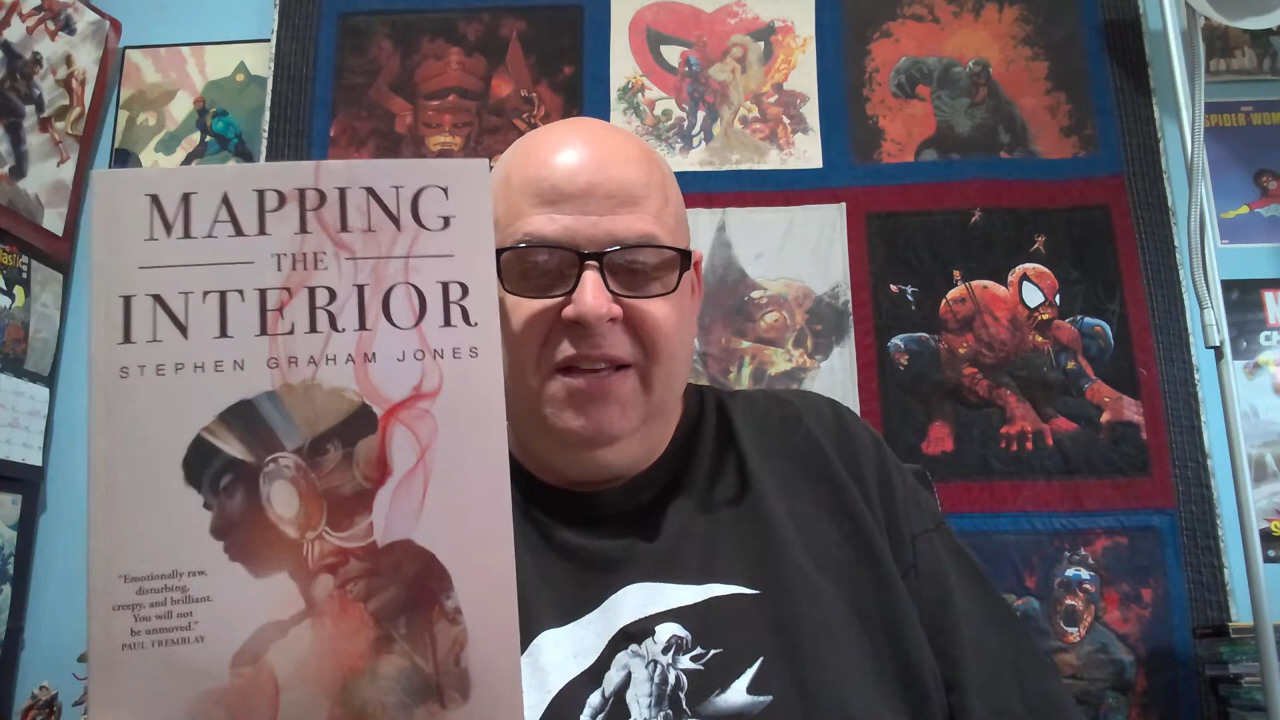 MAPPING
THE
INTERIOR
STEPHEN GRAHAM JONES
"Emotionally raw,
disturbing,
creepy, and brilliant.
You will not
be unmoved."
PAUL TREMBLAY
SPIDER-WOM